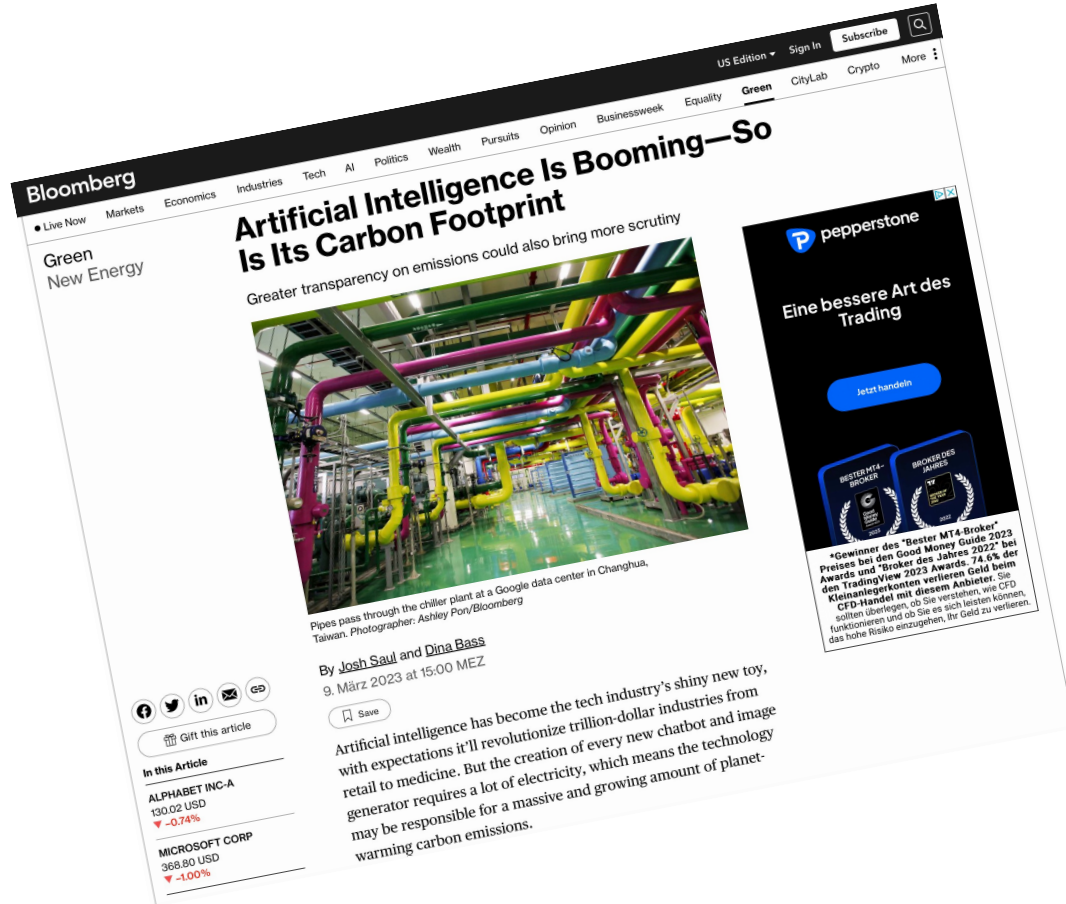 US Edition
Sign In
Subscribe
Bloomberg
Live Now
Markets
Economics
Industries
Tech
AI
Politics
Wealth
Pursuits
Opinion
Businessweek
Equality
Green
CityLab
Crypto
More
Green
New Energy
Artificial Intelligence Is Booming—So
Is Its Carbon Footprint
Greater transparency on emissions could also bring more scrutiny
Pipes pass through the chiller plant at a Google data center in Changhua,
Taiwan. Photographer: Ashley Pon/Bloomberg
By Josh Saul and Dina Bass
9. März 2023 at 15:00 MEZ
Save
Gift this article
In this Article
ALPHABET INC-A
130.02 USD
▼ -0.74%
MICROSOFT CORP
368.80 USD
▼ -1.00%
Artificial intelligence has become the tech industry's shiny new toy,
with expectations it'll revolutionize trillion-dollar industries from
retail to medicine. But the creation of every new chatbot and image
generator requires a lot of electricity, which means the technology
may be responsible for a massive and growing amount of planet-
warming carbon emissions.
pepperstone
Eine bessere Art des
Trading
Jetzt handeln
BESTER MT4-
BROKER
Good
Money
Guide
2023
BROKER DES
JAHRES
2022
*Gewinner des "Bester MT4-Broker"
Preises bei den Good Money Guide 2023
Awards und "Broker des Jahres 2022" bei
den TradingView 2023 Awards. 74.6% der
Kleinanlegerkonten verlieren Geld beim
CFD-Handel mit diesem Anbieter. Sie
sollten überlegen, ob Sie verstehen, wie CFD
funktionieren und ob Sie es sich leisten können,
das hohe Risiko einzugehen, Ihr Geld zu verlieren.